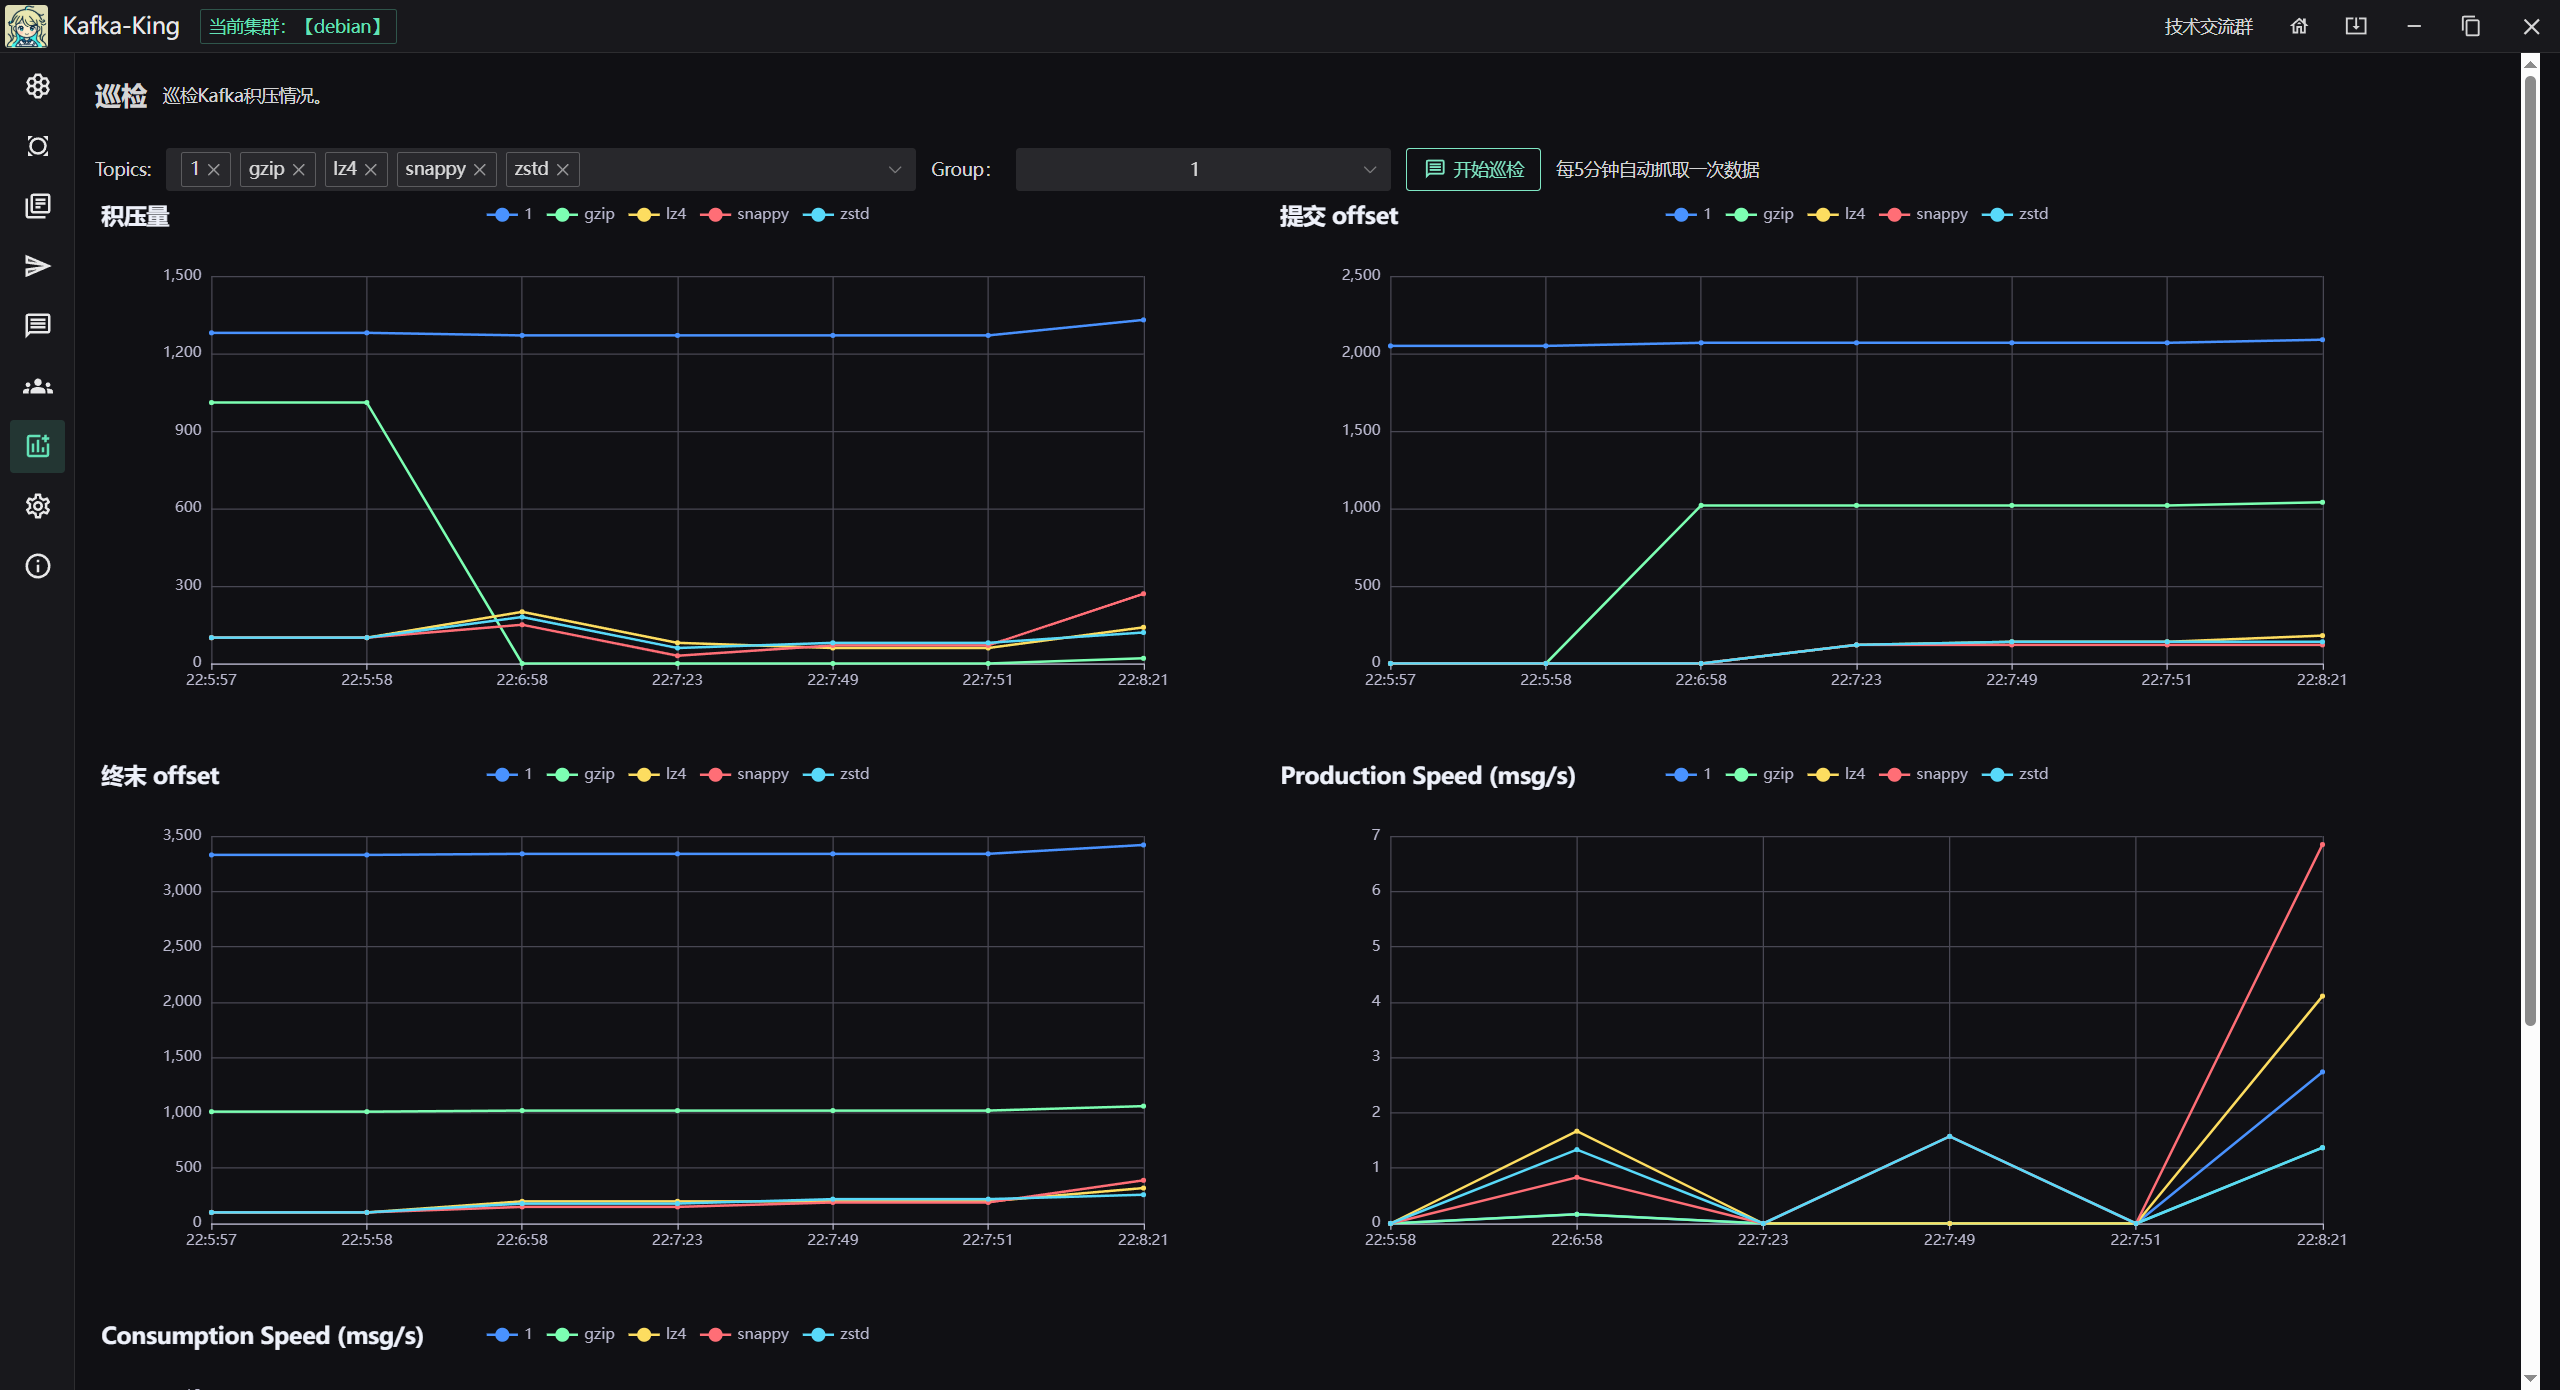 Kafka-King 当前集群：【debian】 技术交流群
巡检 巡检Kafka积压情况。
Topics: 1 gzip lz4 snappy zstd Group： 1 开始巡检 每5分钟自动抓取一次数据
积压量 1 gzip lz4 snappy zstd
1,500
1,200
900
600
300
0
22:5:57 22:5:58 22:6:58 22:7:23 22:7:49 22:7:51 22:8:21
提交 offset 1 gzip lz4 snappy zstd
2,500
2,000
1,500
1,000
500
0
22:5:57 22:5:58 22:6:58 22:7:23 22:7:49 22:7:51 22:8:21
终末 offset 1 gzip lz4 snappy zstd
3,500
3,000
2,500
2,000
1,500
1,000
500
0
22:5:57 22:5:58 22:6:58 22:7:23 22:7:49 22:7:51 22:8:21
Production Speed (msg/s) 1 gzip lz4 snappy zstd
7
6
5
4
3
2
1
0
22:5:58 22:6:58 22:7:23 22:7:49 22:7:51 22:8:21
Consumption Speed (msg/s) 1 gzip lz4 snappy zstd